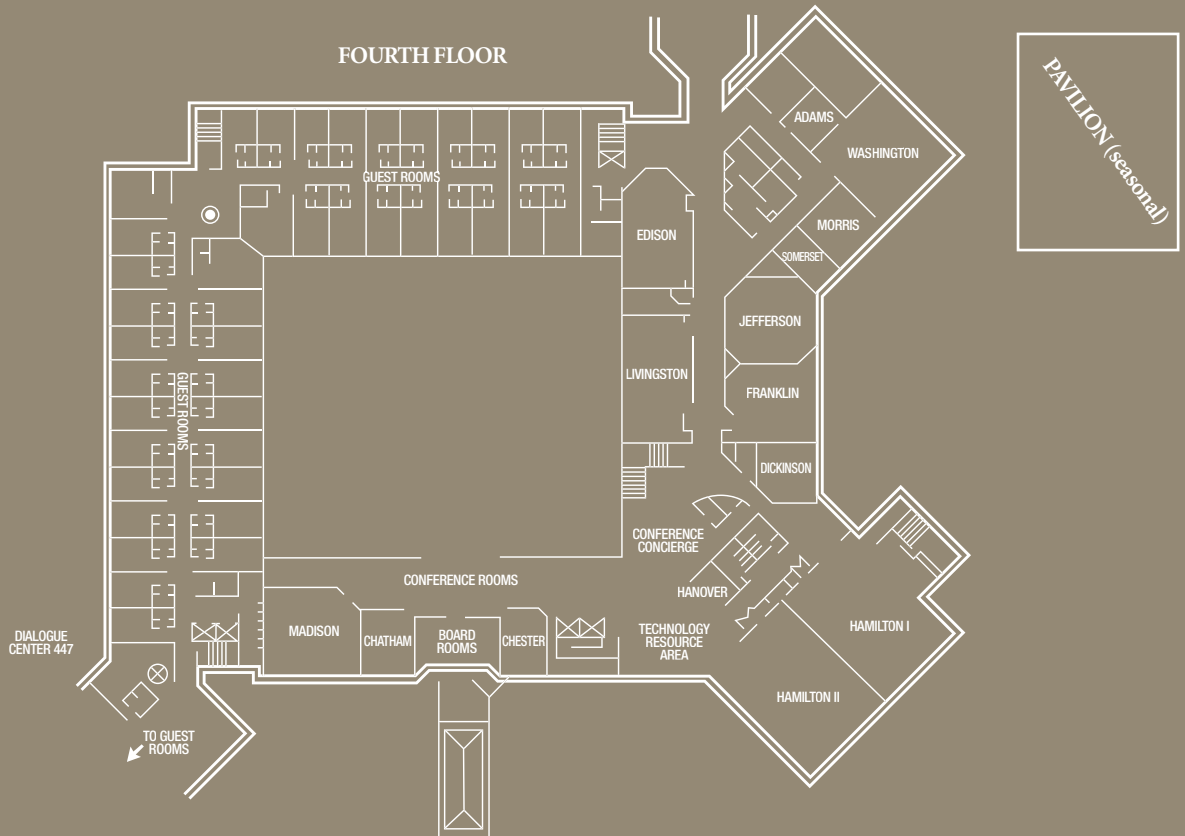 FOURTH FLOOR
PAVILION (seasonal)
ADAMS
WASHINGTON
GUEST ROOMS
MORRIS
EDISON
SOMERSET
JEFFERSON
LIVINGSTON
FRANKLIN
GUEST ROOMS
DICKINSON
CONFERENCE
CONCIERGE
CONFERENCE ROOMS
HANOVER
MADISON
CHATHAM
BOARD
ROOMS
CHESTER
TECHNOLOGY
RESOURCE
AREA
HAMILTON I
DIALOGUE
CENTER 447
HAMILTON II
TO GUEST
ROOMS